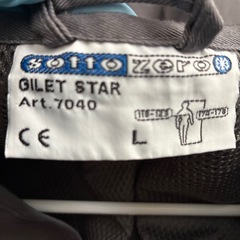 sotto zero
GILET STAR
Art.7040
CE L